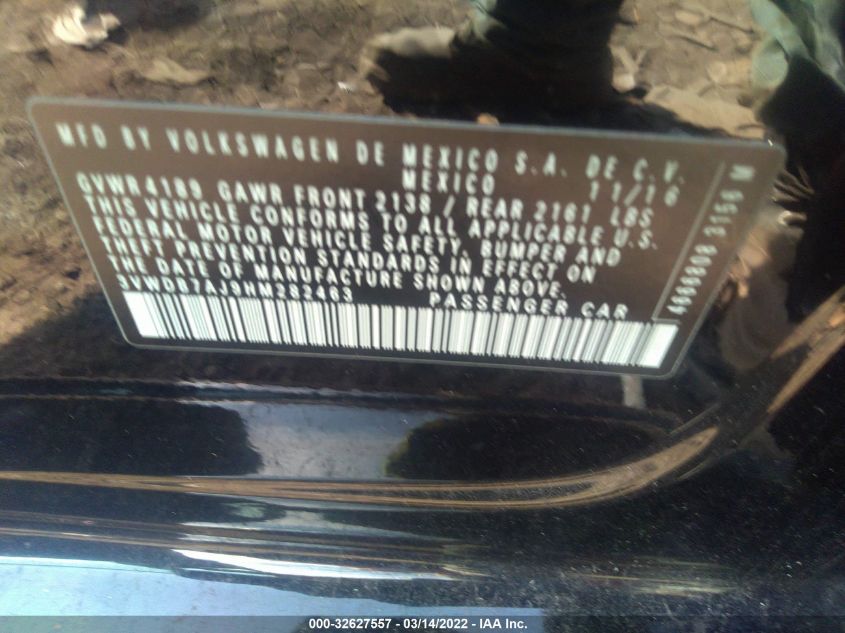 MFD BY VOLKSWAGEN DE MEXICO S.A. DE C.V.
MEXICO 11/16
GVWR 4189 GAWR FRONT 2138 / REAR 2161 LBS
THIS VEHICLE CONFORMS TO ALL APPLICABLE U.S.
FEDERAL MOTOR VEHICLE SAFETY, BUMPER AND
THEFT PREVENTION STANDARDS IN EFFECT ON
THE DATE OF MANUFACTURE SHOWN ABOVE.
3VWDB7AJ9HM282463 PASSENGER CAR
000-32627557 - 03/14/2022 - IAA Inc.